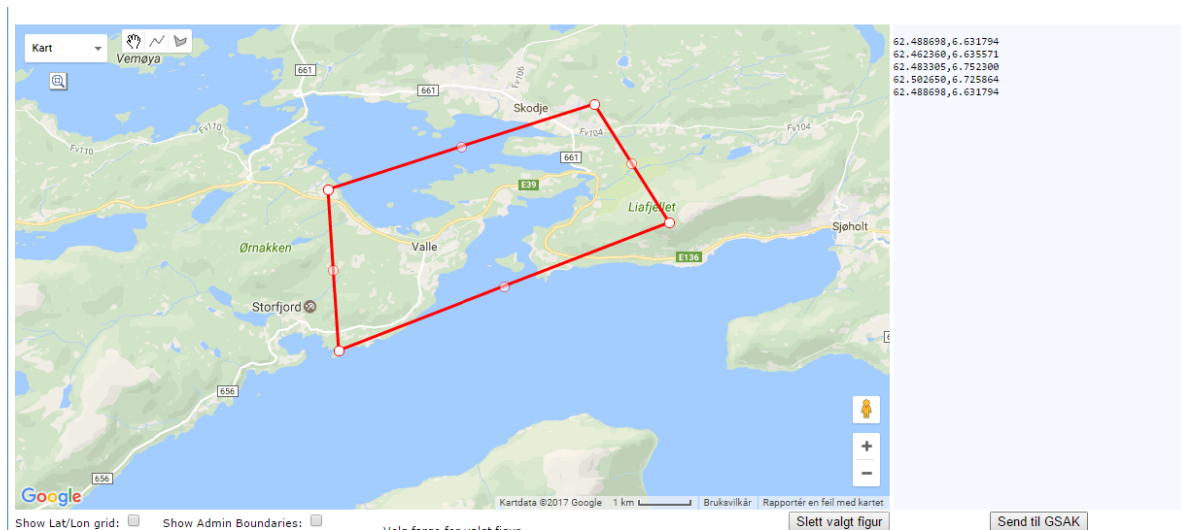 Kart
Vemøya
661
Fv106
62.488698,6.631794
62.462360,6.635571
62.483305,6.752300
62.502650,6.725864
62.488698,6.631794
661
Skodje
Fv110
Fv110
Fv104
Fv104
661
E39
Liafjellet
Sjøholt
Ørnakken
Valle
E136
Storfjord
656
656
Google
Kartdata ©2017 Google 1 km Bruksvilkår Rapportér en feil med kartet
Show Lat/Lon grid: Show Admin Boundaries: Slett valgt figur Send til GSAK